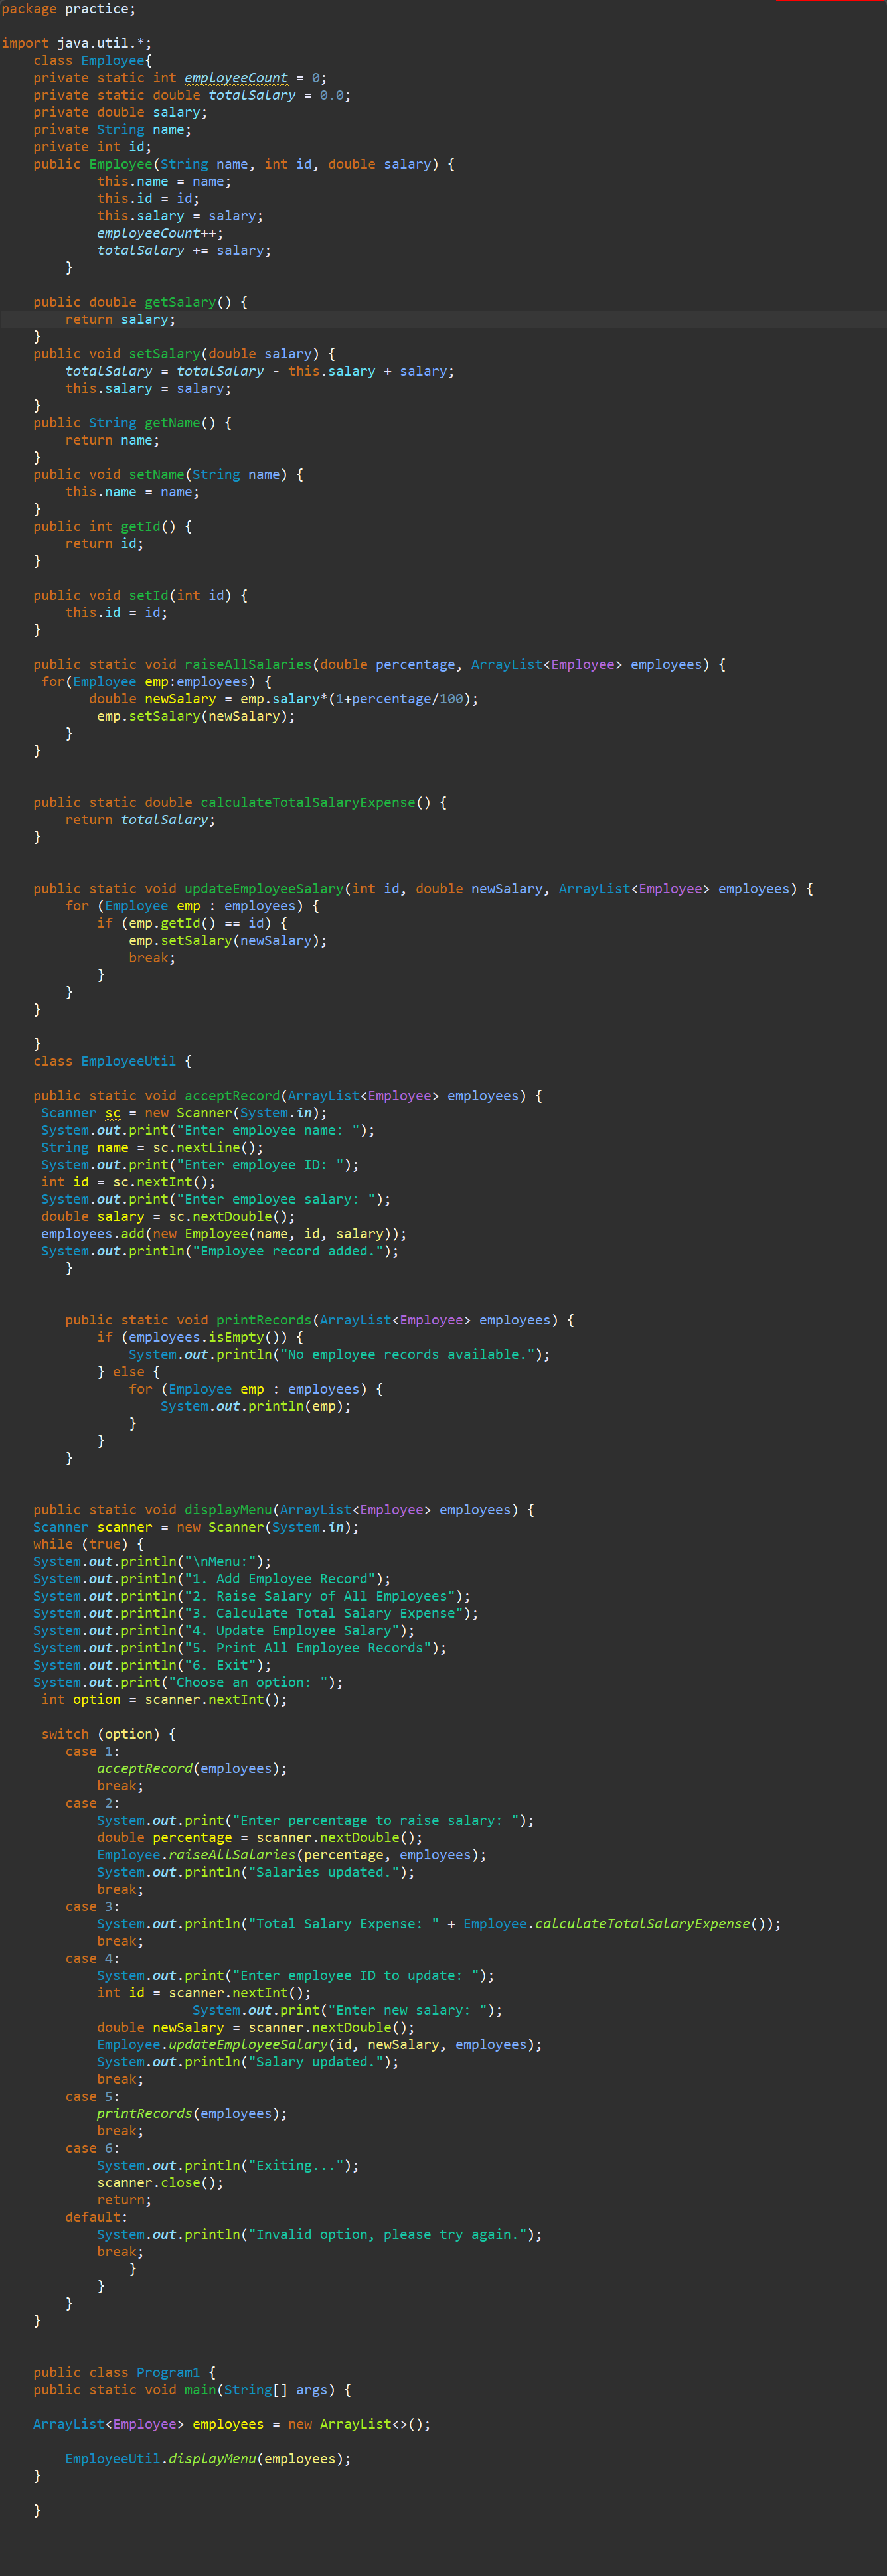 package practice;
import java.util.*;
class Employee{
private static int employeeCount = 0;
private static double totalSalary = 0.0;
private double salary;
private String name;
private int id;
public Employee(String name, int id, double salary) {
this.name = name;
this.id = id;
this.salary = salary;
employeeCount++;
totalSalary += salary;
}
public double getSalary() {
return salary;
}
public void setSalary(double salary) {
totalSalary = totalSalary - this.salary + salary;
this.salary = salary;
}
public String getName() {
return name;
}
public void setName(String name) {
this.name = name;
}
public int getId() {
return id;
}
public void setId(int id) {
this.id = id;
}
public static void raiseAllSalaries(double percentage, ArrayList<Employee> employees) {
for(Employee emp:employees) {
double newSalary = emp.salary*(1+percentage/100);
emp.setSalary(newSalary);
}
}
public static double calculateTotalSalaryExpense() {
return totalSalary;
}
public static void updateEmployeeSalary(int id, double newSalary, ArrayList<Employee> employees) {
for (Employee emp : employees) {
if (emp.getId() == id) {
emp.setSalary(newSalary);
break;
}
}
}
}
class EmployeeUtil {
public static void acceptRecord(ArrayList<Employee> employees) {
Scanner sc = new Scanner(System.in);
System.out.print("Enter employee name: ");
String name = sc.nextLine();
System.out.print("Enter employee ID: ");
int id = sc.nextInt();
System.out.print("Enter employee salary: ");
double salary = sc.nextDouble();
employees.add(new Employee(name, id, salary));
System.out.println("Employee record added.");
}
public static void printRecords(ArrayList<Employee> employees) {
if (employees.isEmpty()) {
System.out.println("No employee records available.");
} else {
for (Employee emp : employees) {
System.out.println(emp);
}
}
}
public static void displayMenu(ArrayList<Employee> employees) {
Scanner scanner = new Scanner(System.in);
while (true) {
System.out.println("\nMenu:");
System.out.println("1. Add Employee Record");
System.out.println("2. Raise Salary of All Employees");
System.out.println("3. Calculate Total Salary Expense");
System.out.println("4. Update Employee Salary");
System.out.println("5. Print All Employee Records");
System.out.println("6. Exit");
System.out.print("Choose an option: ");
int option = scanner.nextInt();
switch (option) {
case 1:
acceptRecord(employees);
break;
case 2:
System.out.print("Enter percentage to raise salary: ");
double percentage = scanner.nextDouble();
Employee.raiseAllSalaries(percentage, employees);
System.out.println("Salaries updated.");
break;
case 3:
System.out.println("Total Salary Expense: " + Employee.calculateTotalSalaryExpense());
break;
case 4:
System.out.print("Enter employee ID to update: ");
int id = scanner.nextInt();
System.out.print("Enter new salary: ");
double newSalary = scanner.nextDouble();
Employee.updateEmployeeSalary(id, newSalary, employees);
System.out.println("Salary updated.");
break;
case 5:
printRecords(employees);
break;
case 6:
System.out.println("Exiting...");
scanner.close();
return;
default:
System.out.println("Invalid option, please try again.");
break;
}
}
}
}
public class Program1 {
public static void main(String[] args) {
ArrayList<Employee> employees = new ArrayList<>();
EmployeeUtil.displayMenu(employees);
}
}